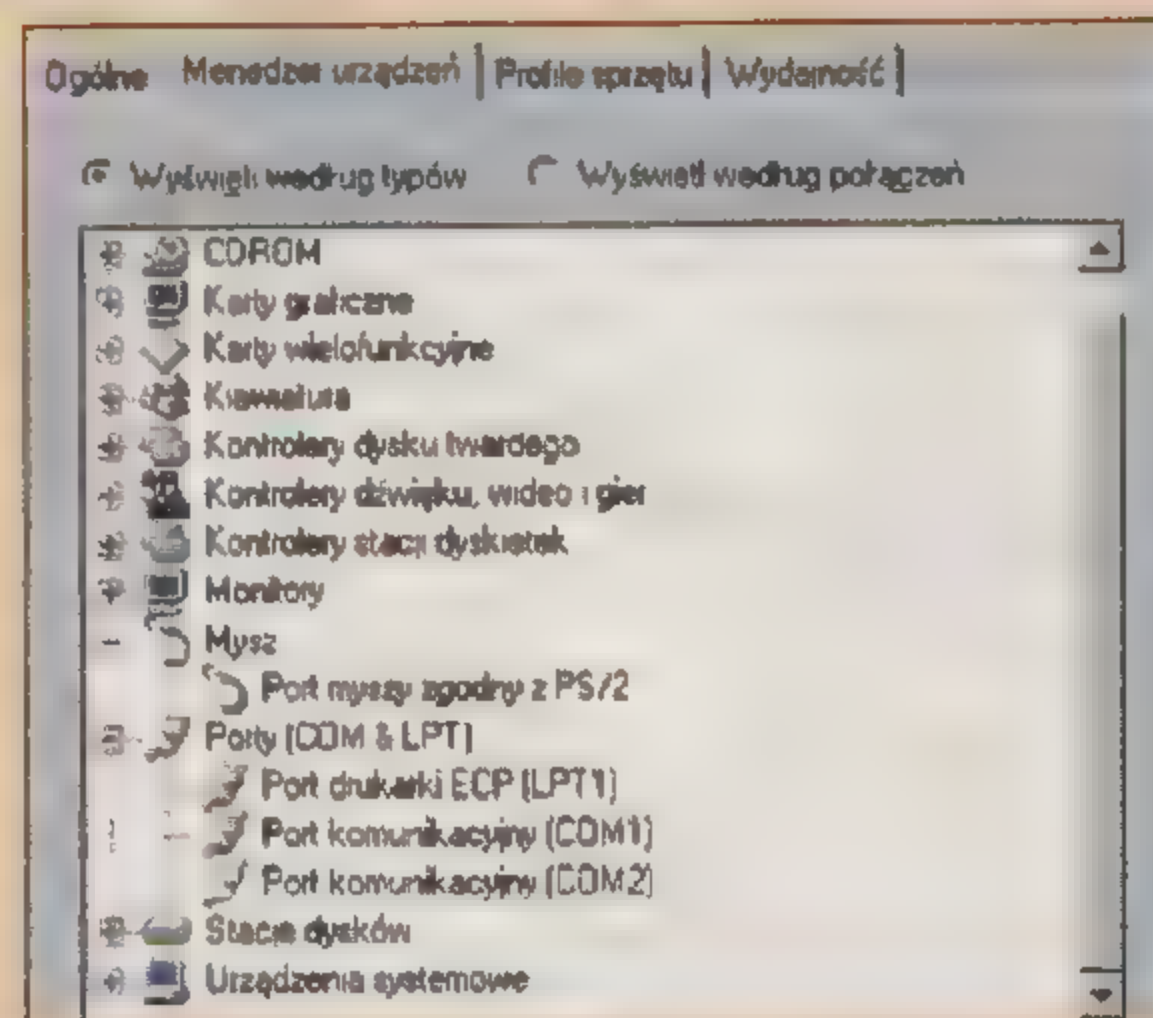 Ogólne Menedżer urządzeń Profile sprzętu Wydajność
Wyświetl według typów Wyświetl według połączeń
CDROM
Karty graficzne
Karty wielofunkcyjne
Klawiatura
Kontrolery dysku twardego
Kontrolery dźwięku, wideo i gier
Kontrolery stacji dyskietek
Monitory
Mysz
Port myszy zgodny z PS/2
Porty (COM & LPT)
Port drukarki ECP (LPT1)
Port komunikacyjny (COM1)
Port komunikacyjny (COM2)
Stacje dysków
Urządzenia systemowe